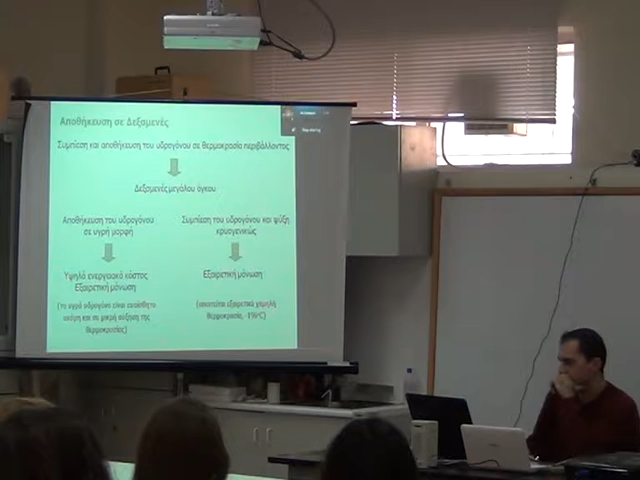 Αποθήκευση σε Δεξαμενές
Συμπίεση και αποθήκευση του υδρογόνου σε θερμοκρασία περιβάλλοντος
Δεξαμενές μεγάλου όγκου
Αποθήκευση του υδρογόνου
σε υγρή μορφή
Συμπίεση του υδρογόνου και ψύξη
κρυογενικώς
Υψηλό ενεργειακό κόστος
Εξαιρετική μόνωση
Εξαιρετική μόνωση
(το υγρό υδρογόνο είναι ευαίσθητο
ακόμη και σε μικρή αύξηση της
θερμοκρασίας)
(απαιτείται εξαιρετικά χαμηλή
θερμοκρασία, -196°C)